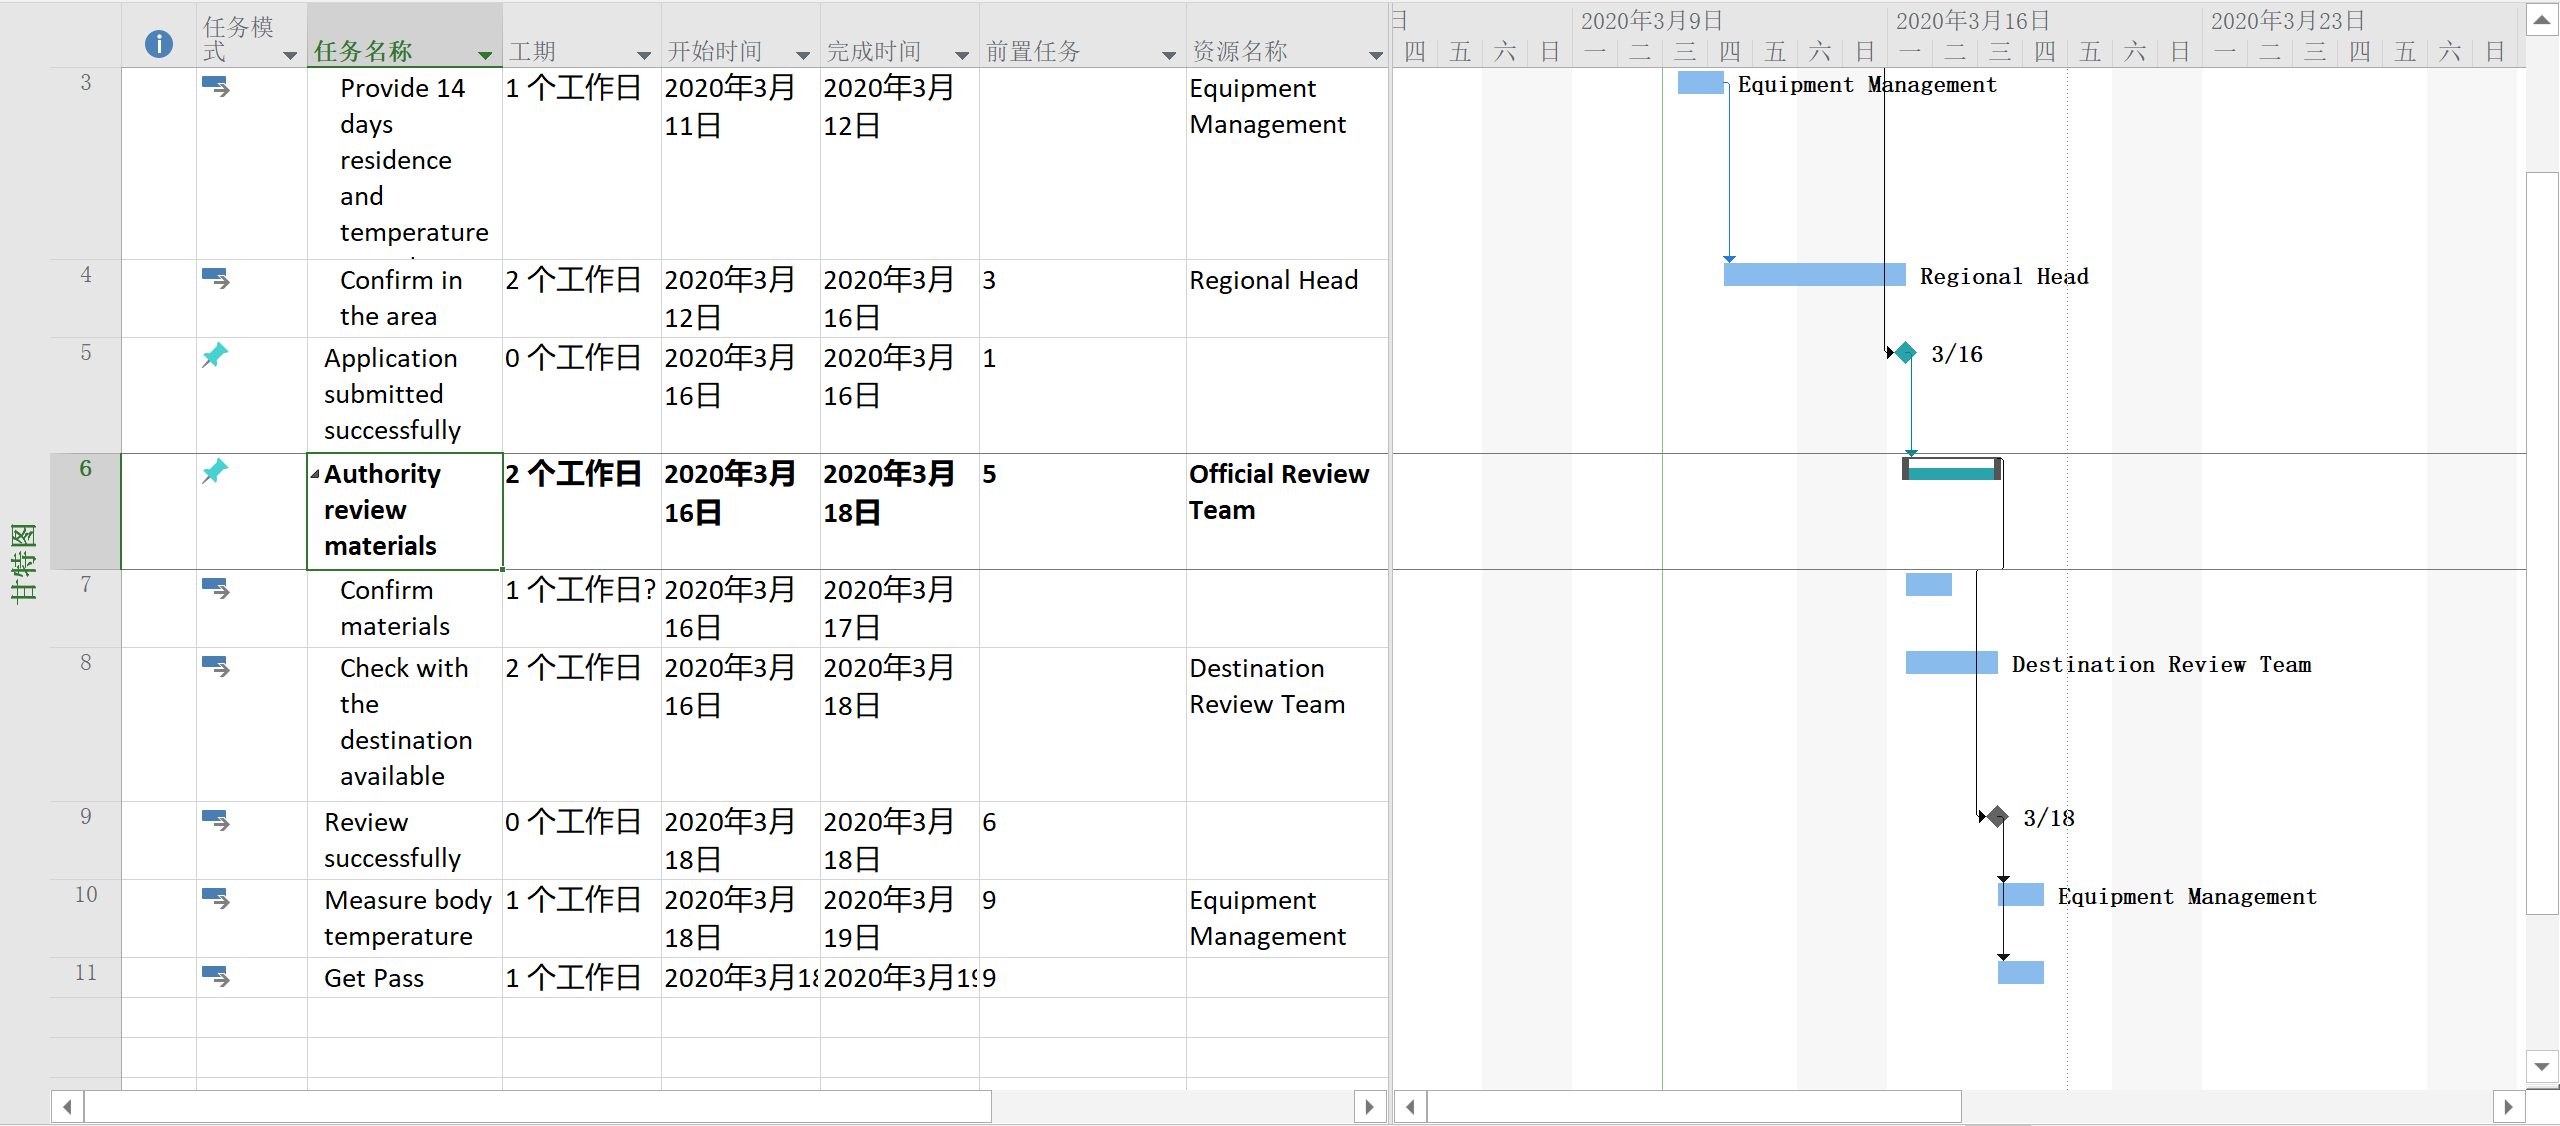 任务模
式
任务名称
工期
开始时间
完成时间
前置任务
资源名称
日
2020年3月9日
2020年3月16日
2020年3月23日
四 五 六 日 一 二 三 四 五 六 日 一 二 三 四 五 六 日 一 二 三 四 五 六 日
甘特图
3
Provide 14
days
residence
and
temperature
1 个工作日
2020年3月
11日
2020年3月
12日
Equipment
Management
Equipment Management
4
Confirm in
the area
2 个工作日
2020年3月
12日
2020年3月
16日
3
Regional Head
Regional Head
5
Application
submitted
successfully
0 个工作日
2020年3月
16日
2020年3月
16日
1
3/16
6
Authority
review
materials
2 个工作日
2020年3月
16日
2020年3月
18日
5
Official Review
Team
7
Confirm
materials
1 个工作日?
2020年3月
16日
2020年3月
17日
8
Check with
the
destination
available
2 个工作日
2020年3月
16日
2020年3月
18日
Destination
Review Team
Destination Review Team
9
Review
successfully
0 个工作日
2020年3月
18日
2020年3月
18日
6
3/18
10
Measure body
temperature
1 个工作日
2020年3月
18日
2020年3月
19日
9
Equipment
Management
Equipment Management
11
Get Pass
1 个工作日
2020年3月18
2020年3月19
9